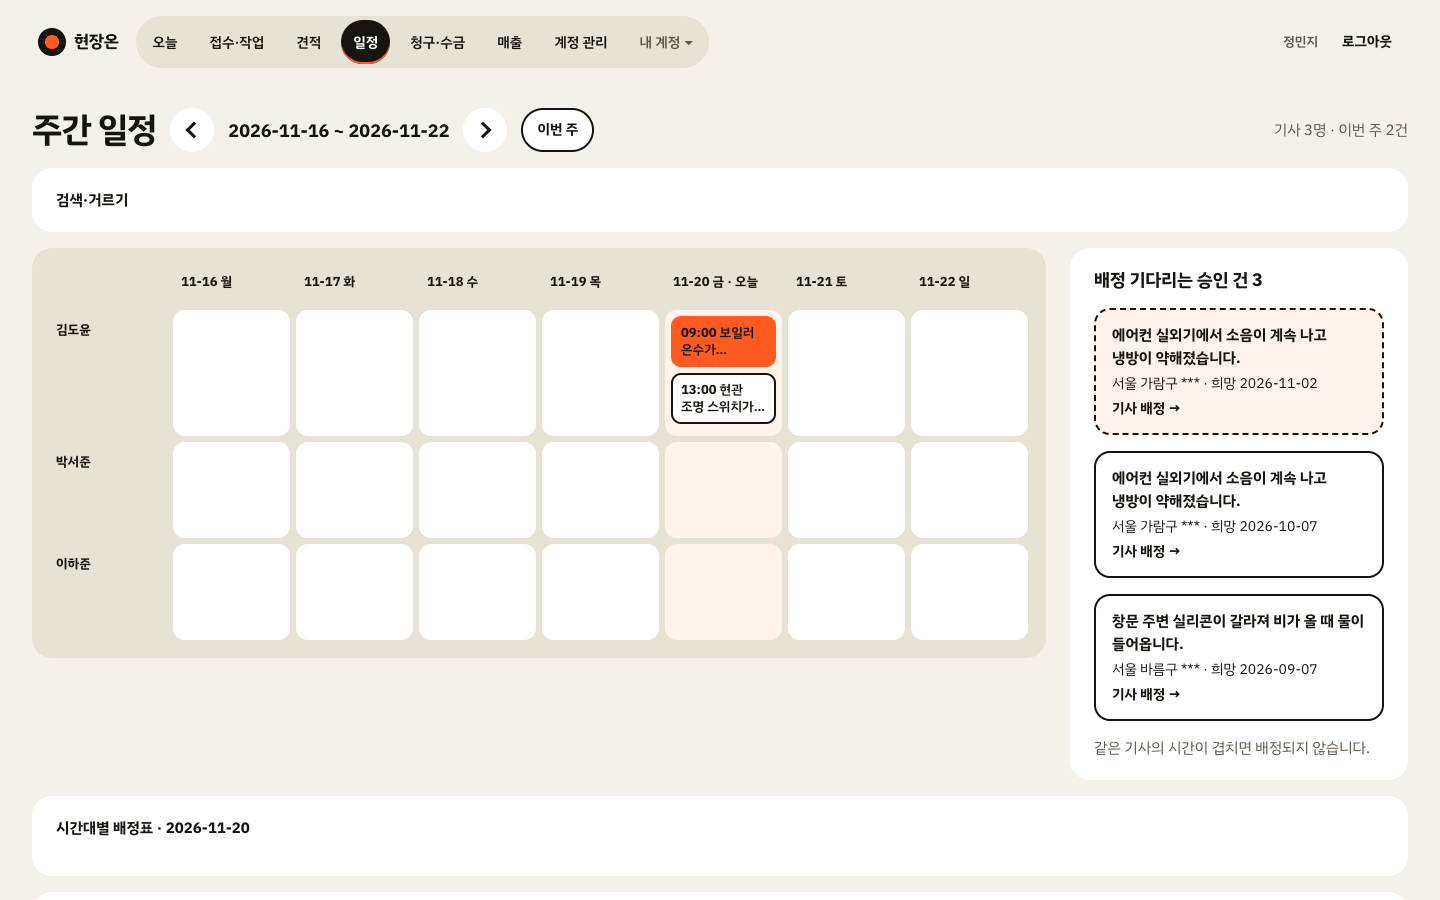 현장온
오늘 접수·작업 견적 일정 청구·수금 매출 계정 관리 내 계정
정민지 로그아웃
주간 일정 2026-11-16 ~ 2026-11-22 이번 주
기사 3명 · 이번 주 2건
검색·거르기
11-16 월 11-17 화 11-18 수 11-19 목 11-20 금 · 오늘 11-21 토 11-22 일
김도윤
09:00 보일러
온수가...
13:00 현관
조명 스위치가...
박서준
이하준
배정 기다리는 승인 건 3
에어컨 실외기에서 소음이 계속 나고
냉방이 약해졌습니다.
서울 가람구 *** · 희망 2026-11-02
기사 배정 →
에어컨 실외기에서 소음이 계속 나고
냉방이 약해졌습니다.
서울 가람구 *** · 희망 2026-10-07
기사 배정 →
창문 주변 실리콘이 갈라져 비가 올 때 물이
들어옵니다.
서울 바름구 *** · 희망 2026-09-07
기사 배정 →
같은 기사의 시간이 겹치면 배정되지 않습니다.
시간대별 배정표 · 2026-11-20